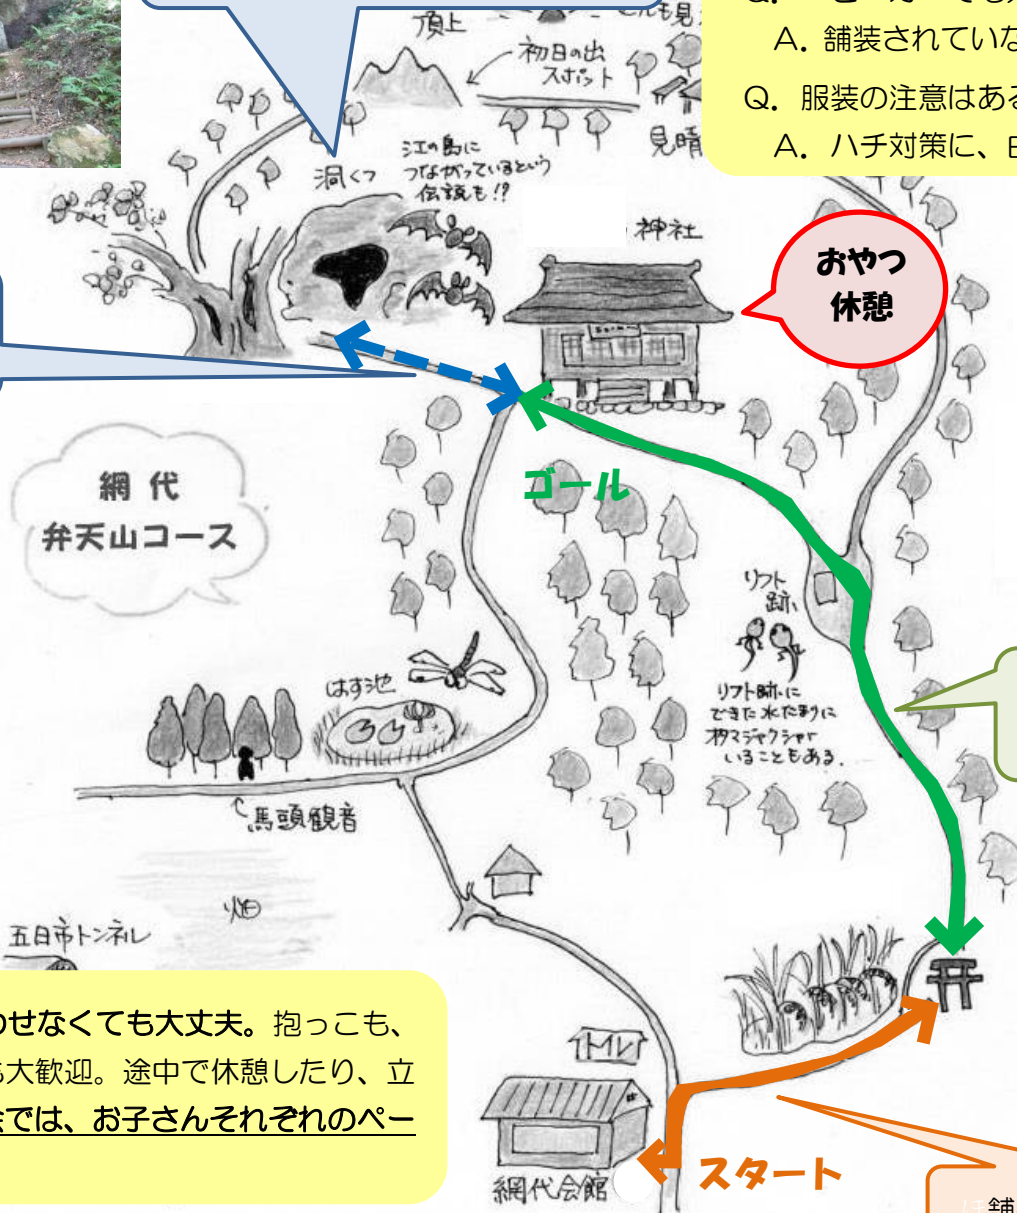 頂上
初日の出
スポット
A. 舗装されていな
Q. 服装の注意はある
A. ハチ対策に、
見晴
洞くつ
江の島に
つながっているという
伝説も!?
神社
おやつ
休憩
ゴール
網代
弁天山コース
リフト
跡
リフト跡に
できた水たまりに
オタマジャクシが
いることもある.
はす池
馬頭観音
畑
五日市トンネル
のせなくても大丈夫。抱っこも、
も大歓迎。途中で休憩したり、立
会では、お子さんそれぞれのペー
トイレ
網代会館
スタート